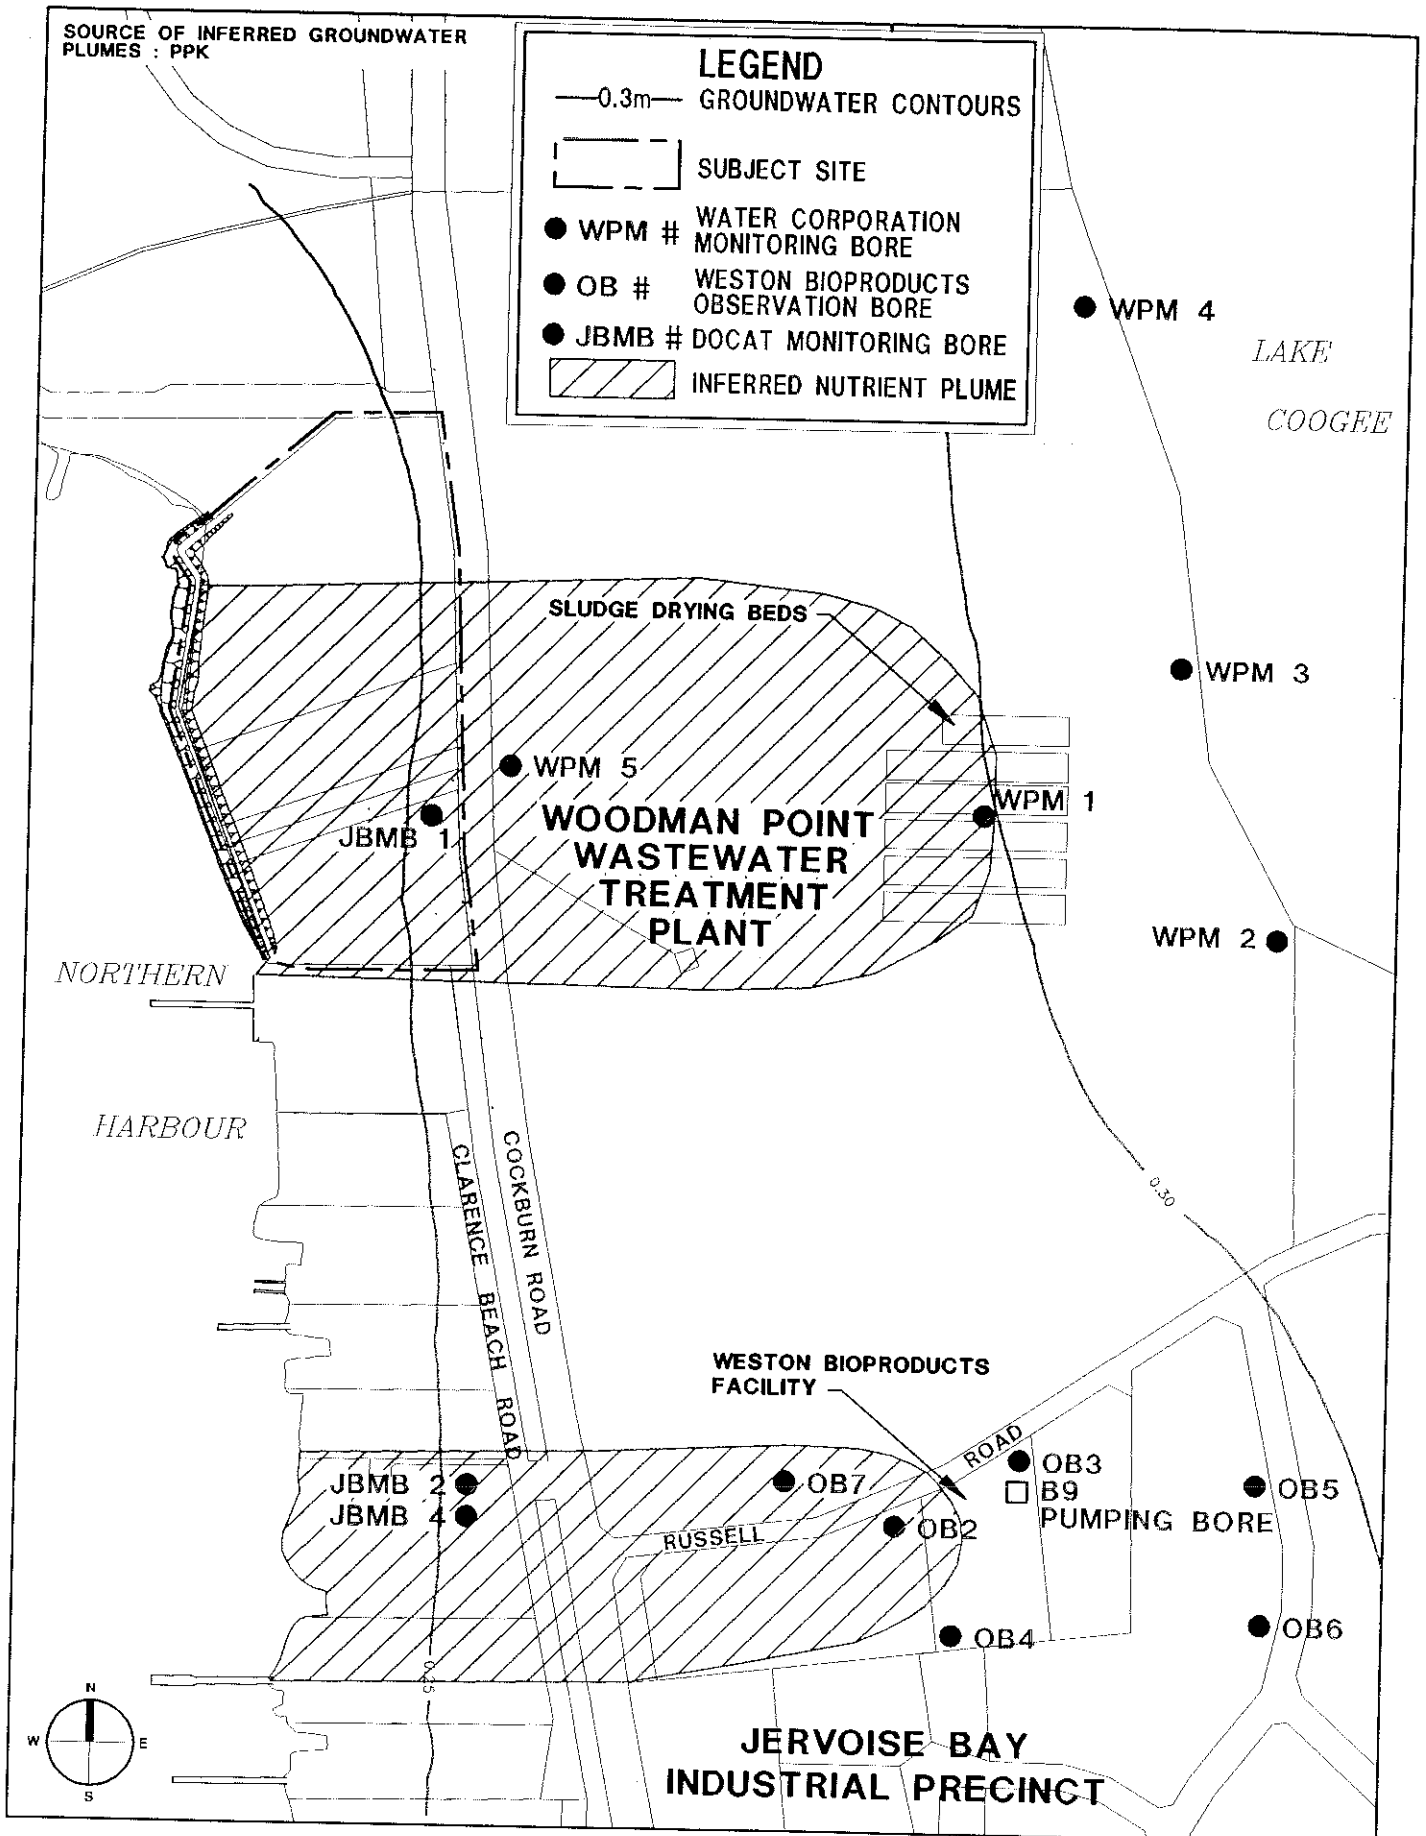 SOURCE OF INFERRED GROUNDWATER
PLUMES : PPK
LEGEND
0.3m GROUNDWATER CONTOURS
SUBJECT SITE
WPM # WATER CORPORATION
MONITORING BORE
OB # WESTON BIOPRODUCTS
OBSERVATION BORE
JBMB # DOCAT MONITORING BORE
INFERRED NUTRIENT PLUME
WPM 4
LAKE
COOGEE
SLUDGE DRYING BEDS
WPM 3
WPM 5
WPM 1
JBMB 1
WOODMAN POINT
WASTEWATER
TREATMENT
PLANT
WPM 2
NORTHERN
HARBOUR
CLARENCE BEACH ROAD
COCKBURN ROAD
0.30
WESTON BIOPRODUCTS
FACILITY
RUSSELL ROAD
JBMB 2
JBMB 4
OB7
OB2
OB3
B9
PUMPING BORE
OB5
OB4
OB6
0.25
N
W E
S
JERVOISE BAY
INDUSTRIAL PRECINCT